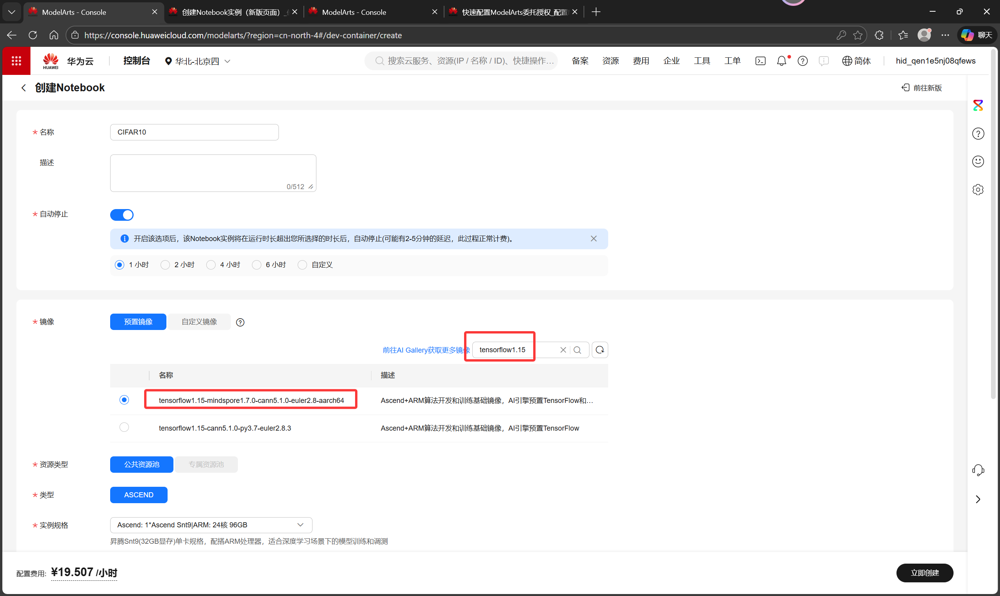 ModelArts - Console
创建Notebook实例（新版页面）_
ModelArts - Console
快速配置ModelArts委托授权_配置
https://console.huaweicloud.com/modelarts/?region=cn-north-4#/dev-container/create
聊天
HUAWEI
华为云
控制台
华北-北京四
搜索云服务、资源(IP / 名称 / ID)、快捷操作...
备案
资源
费用
企业
工具
工单
简体
hid_qen1e5nj08qfews
创建Notebook
前往新版
* 名称
CIFAR10
描述
0/512
* 自动停止
开启该选项后，该Notebook实例将在运行时长超出您所选择的时长后，自动停止(可能有2-5分钟的延迟，此过程正常计费)。
1 小时
2 小时
4 小时
6 小时
自定义
* 镜像
预置镜像
自定义镜像
前往AI Gallery获取更多镜像
tensorflow1.15
名称
描述
tensorflow1.15-mindspore1.7.0-cann5.1.0-euler2.8-aarch64
Ascend+ARM算法开发和训练基础镜像，AI引擎预置TensorFlow和...
tensorflow1.15-cann5.1.0-py3.7-euler2.8.3
Ascend+ARM算法开发和训练基础镜像，AI引擎预置TensorFlow
* 资源类型
公共资源池
专属资源池
* 类型
ASCEND
* 实例规格
Ascend: 1*Ascend Snt9|ARM: 24核 96GB
昇腾Snt9(32GB显存)单卡规格，配搭ARM处理器，适合深度学习场景下的模型训练和调测
配置费用: ¥19.507 /小时
立即创建